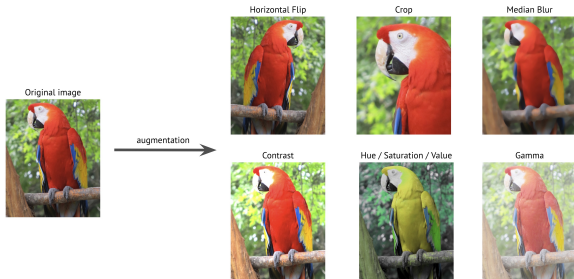 Horizontal Flip
Crop
Median Blur
Original image
augmentation
Contrast
Hue / Saturation / Value
Gamma